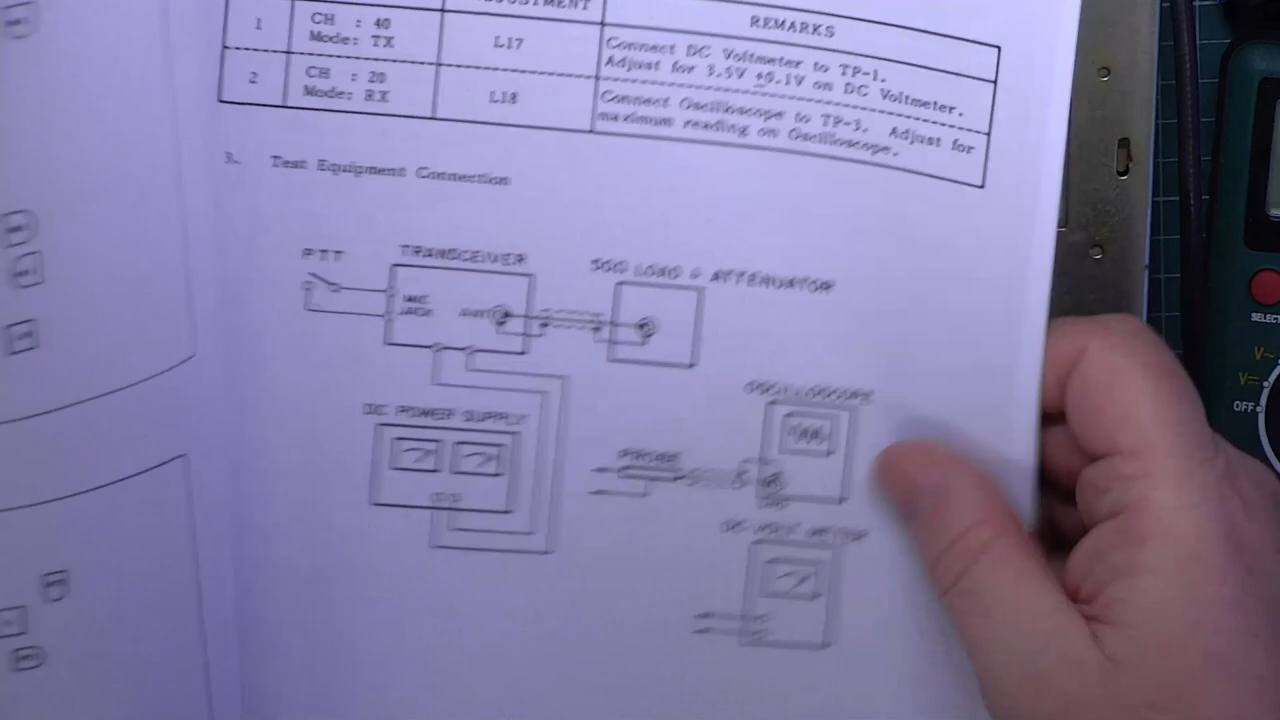 REMARKS
1
CH : 40
Mode: TX
L17
Connect DC Voltmeter to TP-1.
Adjust for 3.5V ±0.1V on DC Voltmeter.
2
CH : 20
Mode: RX
L18
Connect Oscilloscope to TP-3. Adjust for
maximum reading on Oscilloscope.
3. Test Equipment Connection
PTT
TRANSCEIVER
50Ω LOAD & ATTENUATOR
MIC
JACK
ANT
DC POWER SUPPLY
OSCILLOSCOPE
PROBE
DC VOLT METER
SELECT
V~
V=
OFF